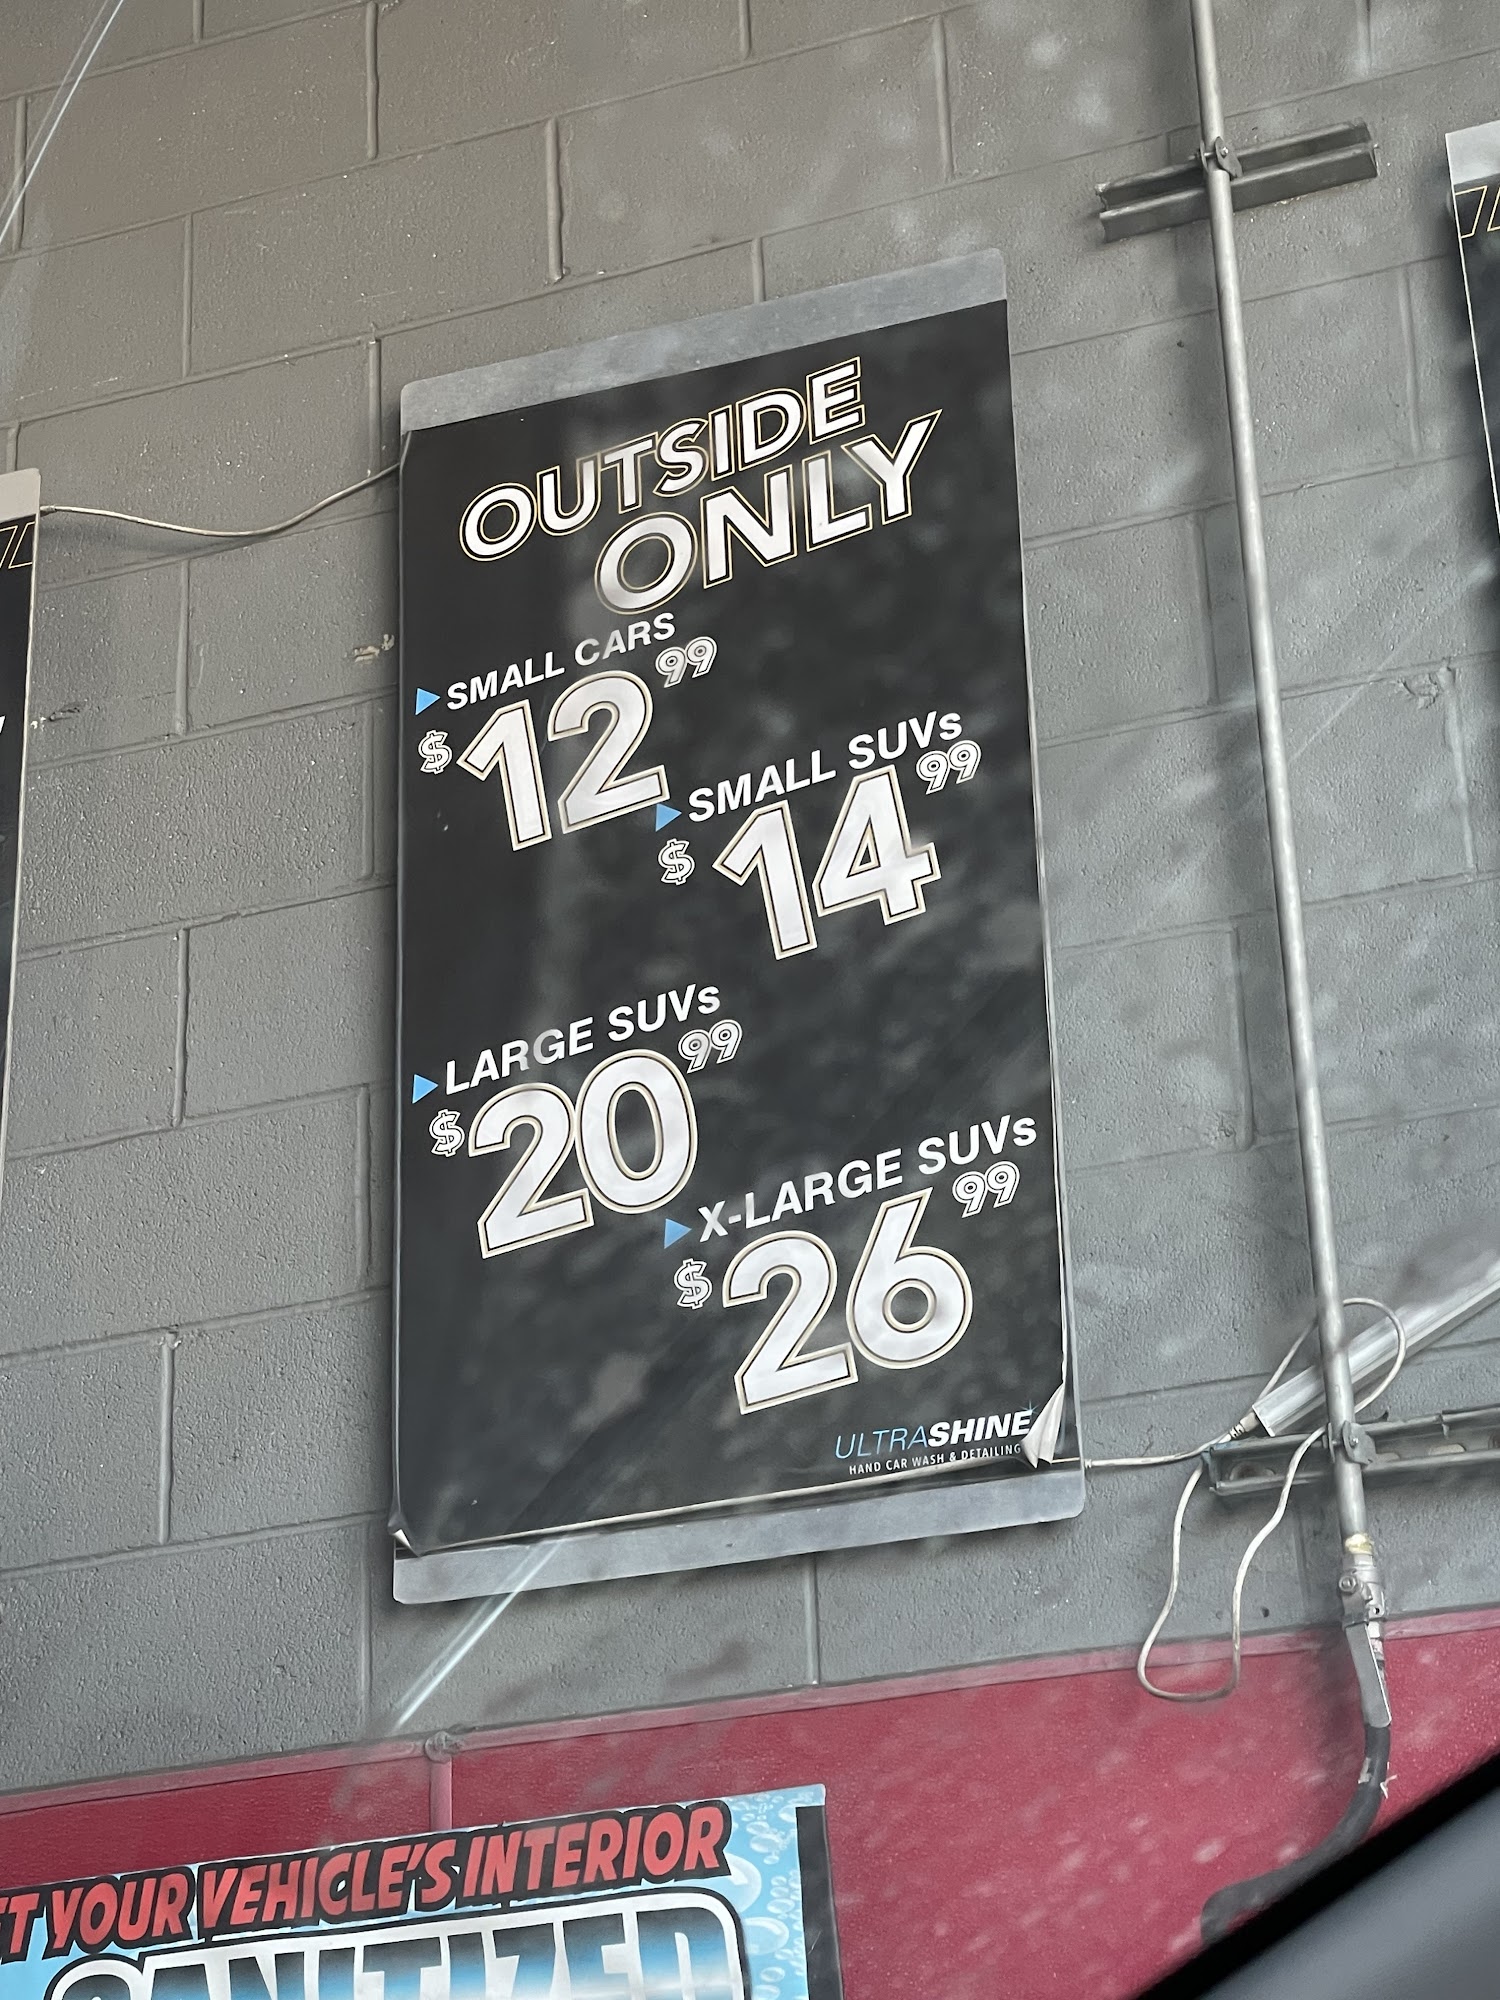 OUTSIDE
ONLY
SMALL CARS
$12.99
SMALL SUVs
$14.99
LARGE SUVs
$20.99
X-LARGE SUVs
$26.99
ULTRASHINE
HAND CAR WASH & DETAILING
YOUR VEHICLE'S INTERIOR
SANITIZED